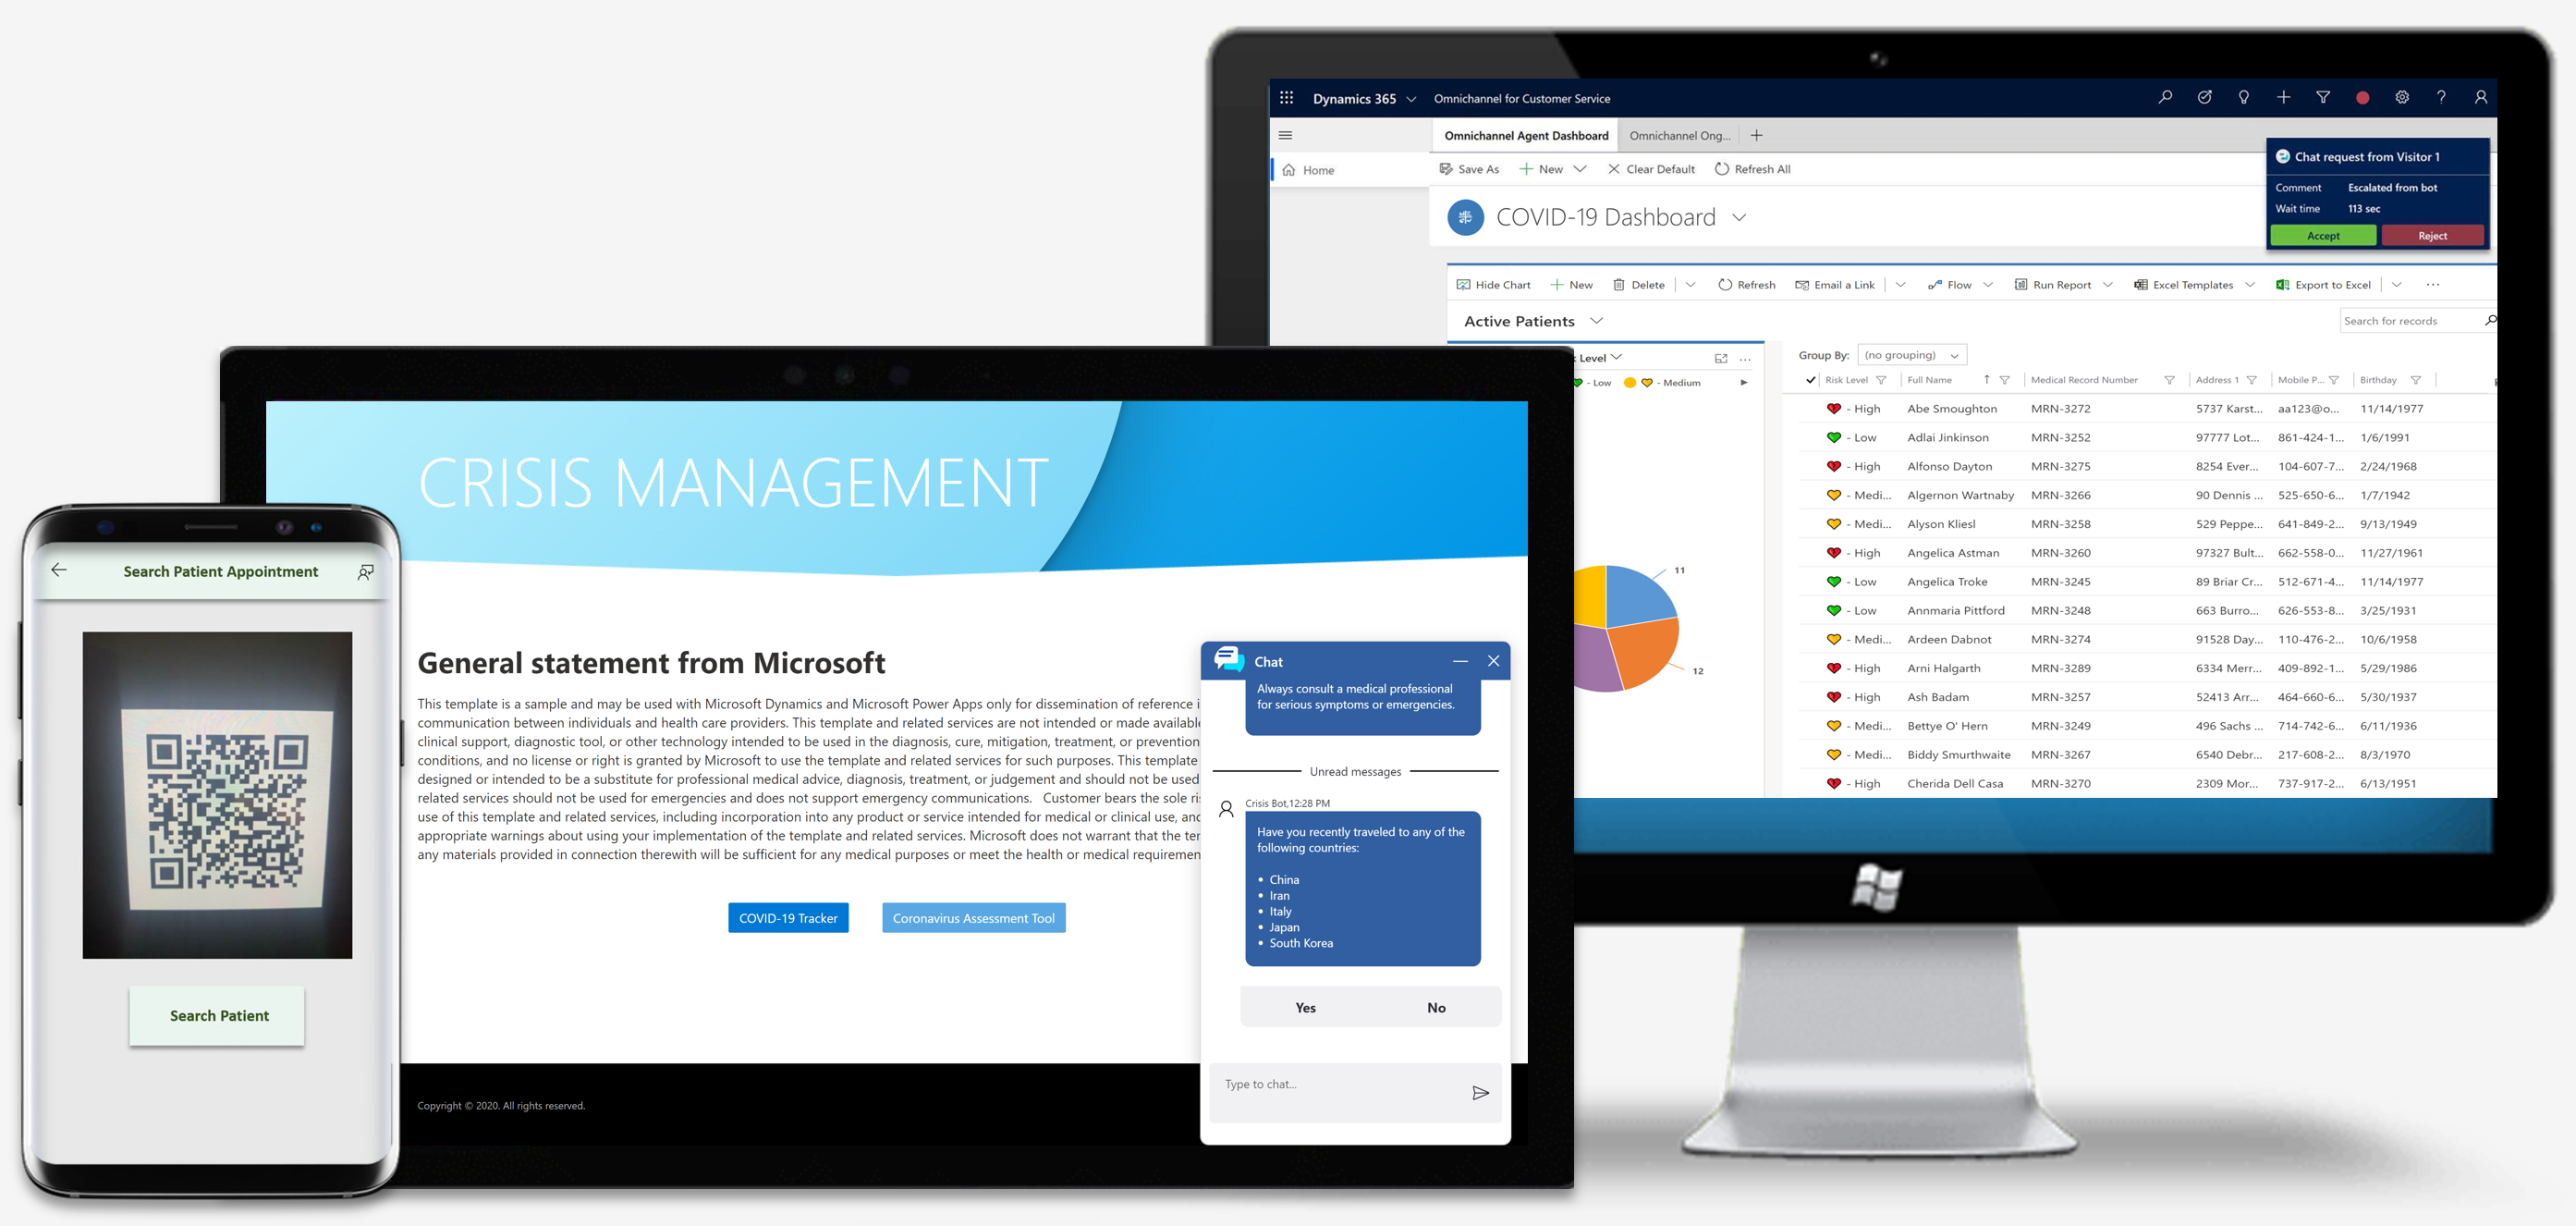 Dynamics 365
Omnichannel for Customer Service
Omnichannel Agent Dashboard
Omnichannel Ong...
Home
Save As
New
Clear Default
Refresh All
Chat request from Visitor 1
Comment Escalated from bot
Wait time 113 sec
Accept Reject
COVID-19 Dashboard
Hide Chart New Delete Refresh Email a Link Flow Run Report Excel Templates Export to Excel ...
Active Patients
Search for records
Level ...
- Low - Medium
11
12
Group By: (no grouping)
Risk Level Full Name Medical Record Number Address 1 Mobile P... Birthday
- High Abe Smoughton MRN-3272 5737 Karst... aa123@o... 11/14/1977
- Low Adlai Jinkinson MRN-3252 97777 Lot... 861-424-1... 1/6/1991
- High Alfonso Dayton MRN-3275 8254 Ever... 104-607-7... 2/24/1968
- Medi... Algernon Wartnaby MRN-3266 90 Dennis ... 525-650-6... 1/7/1942
- Medi... Alyson Kliesl MRN-3258 529 Peppe... 641-849-2... 9/13/1949
- High Angelica Astman MRN-3260 97327 Bult... 662-558-0... 11/27/1961
- Low Angelica Troke MRN-3245 89 Briar Cr... 512-671-4... 11/14/1977
- Low Annmaria Pittford MRN-3248 663 Burro... 626-553-8... 3/25/1931
- Medi... Ardeen Dabnot MRN-3274 91528 Day... 110-476-2... 10/6/1958
- High Arni Halgarth MRN-3289 6334 Merr... 409-892-1... 5/29/1986
- High Ash Badam MRN-3257 52413 Arr... 464-660-6... 5/30/1937
- Medi... Bettye O' Hern MRN-3249 496 Sachs ... 714-742-6... 6/11/1936
- Medi... Biddy Smurthwaite MRN-3267 6540 Debr... 217-608-2... 8/3/1970
- High Cherida Dell Casa MRN-3270 2309 Mor... 737-917-2... 6/13/1951
CRISIS MANAGEMENT
General statement from Microsoft
This template is a sample and may be used with Microsoft Dynamics and Microsoft Power Apps only for dissemination of reference i
communication between individuals and health care providers. This template and related services are not intended or made availabl
clinical support, diagnostic tool, or other technology intended to be used in the diagnosis, cure, mitigation, treatment, or prevention
conditions, and no license or right is granted by Microsoft to use the template and related services for such purposes. This template
designed or intended to be a substitute for professional medical advice, diagnosis, treatment, or judgement and should not be used
related services should not be used for emergencies and does not support emergency communications. Customer bears the sole ri
use of this template and related services, including incorporation into any product or service intended for medical or clinical use, and
appropriate warnings about using your implementation of the template and related services. Microsoft does not warrant that the ter
any materials provided in connection therewith will be sufficient for any medical purposes or meet the health or medical requiremen
COVID-19 Tracker
Coronavirus Assessment Tool
Copyright © 2020. All rights reserved.
Chat
Always consult a medical professional
for serious symptoms or emergencies.
Unread messages
Crisis Bot,12:28 PM
Have you recently traveled to any of the
following countries:
• China
• Iran
• Italy
• Japan
• South Korea
Yes No
Type to chat...
Search Patient Appointment
Search Patient